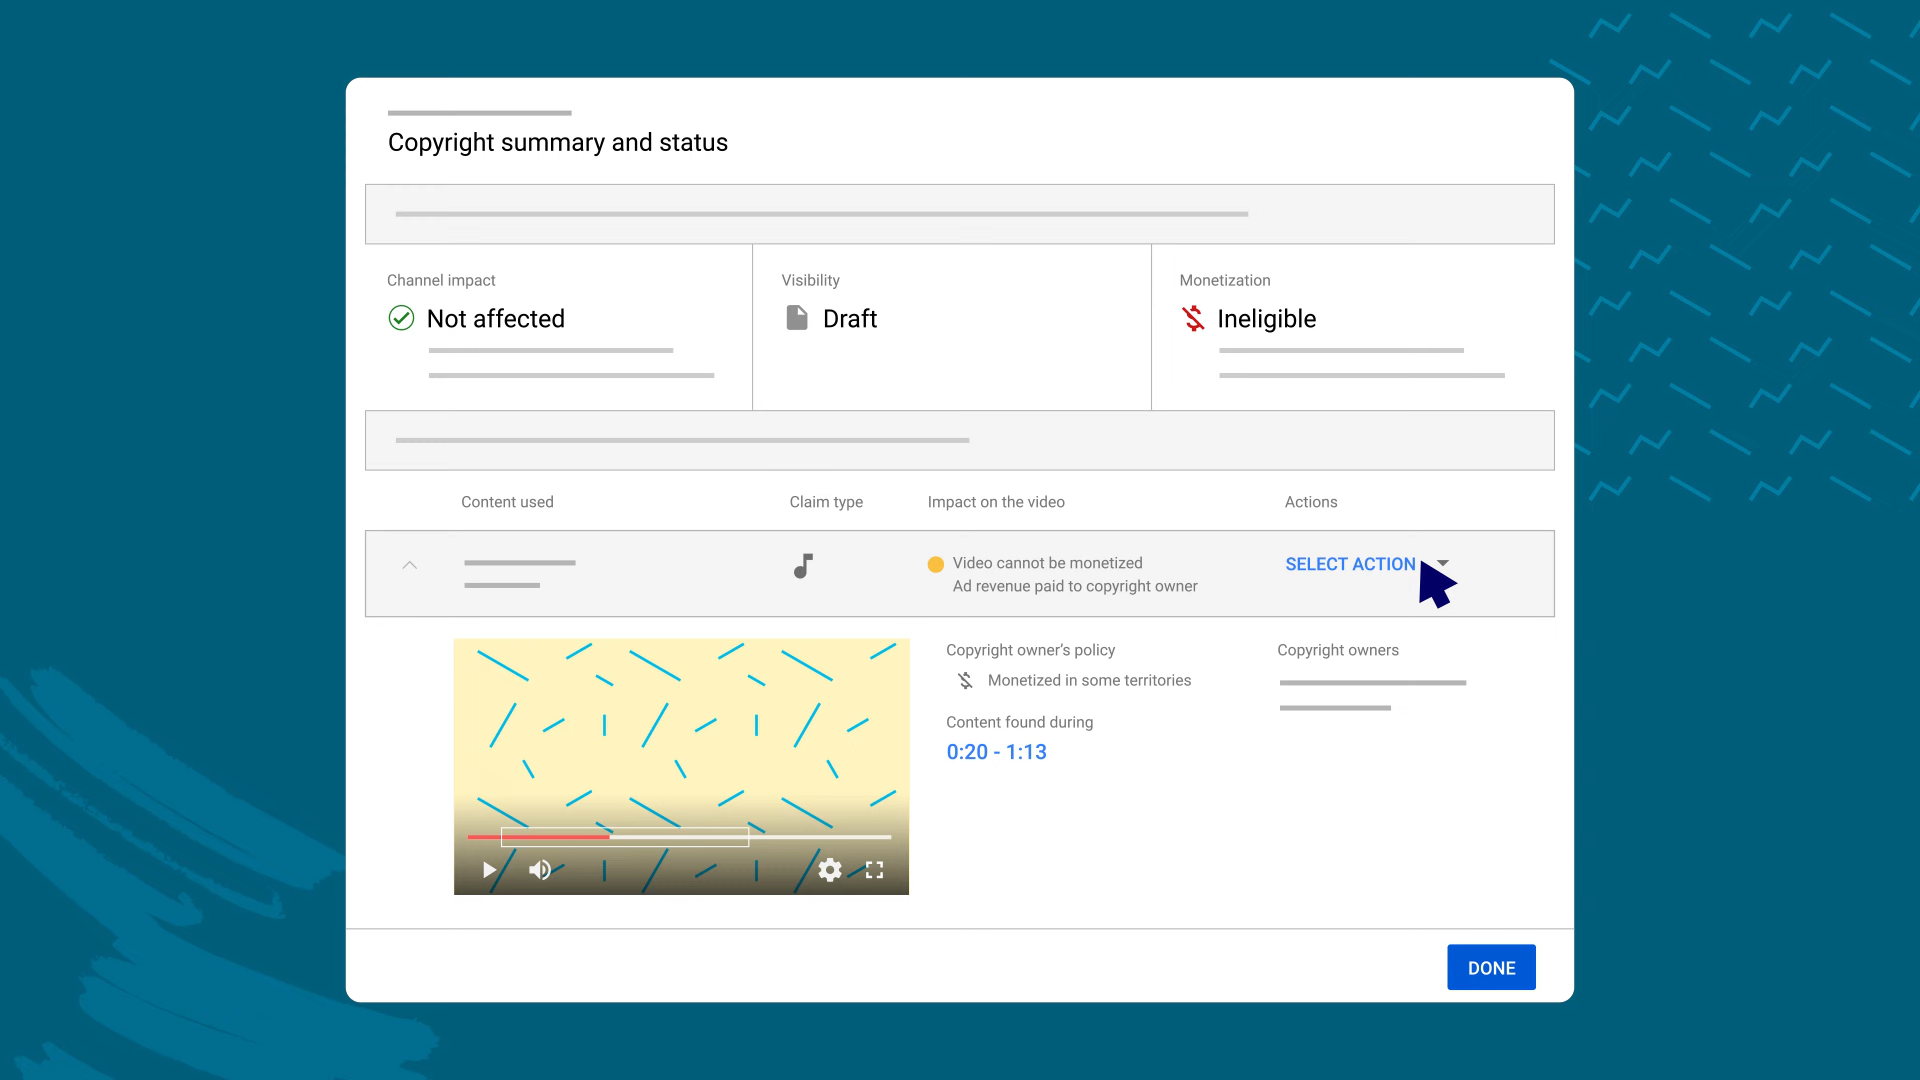 Copyright summary and status
Channel impact
Not affected
Visibility
Draft
Monetization
Ineligible
Content used
Claim type
Impact on the video
Actions
Video cannot be monetized
Ad revenue paid to copyright owner
SELECT ACTION
Copyright owner’s policy
Monetized in some territories
Content found during
0:20 - 1:13
Copyright owners
DONE